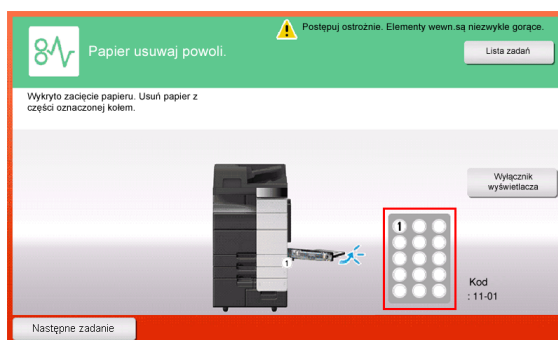 Postępuj ostrożnie. Elementy wewn.są niezwykle gorące.
Papier usuwaj powoli.
Lista zadań
Wykryto zacięcie papieru. Usuń papier z
części oznaczonej kołem.
Wyłącznik
wyświetlacza
1
1
Kod
: 11-01
Następne zadanie